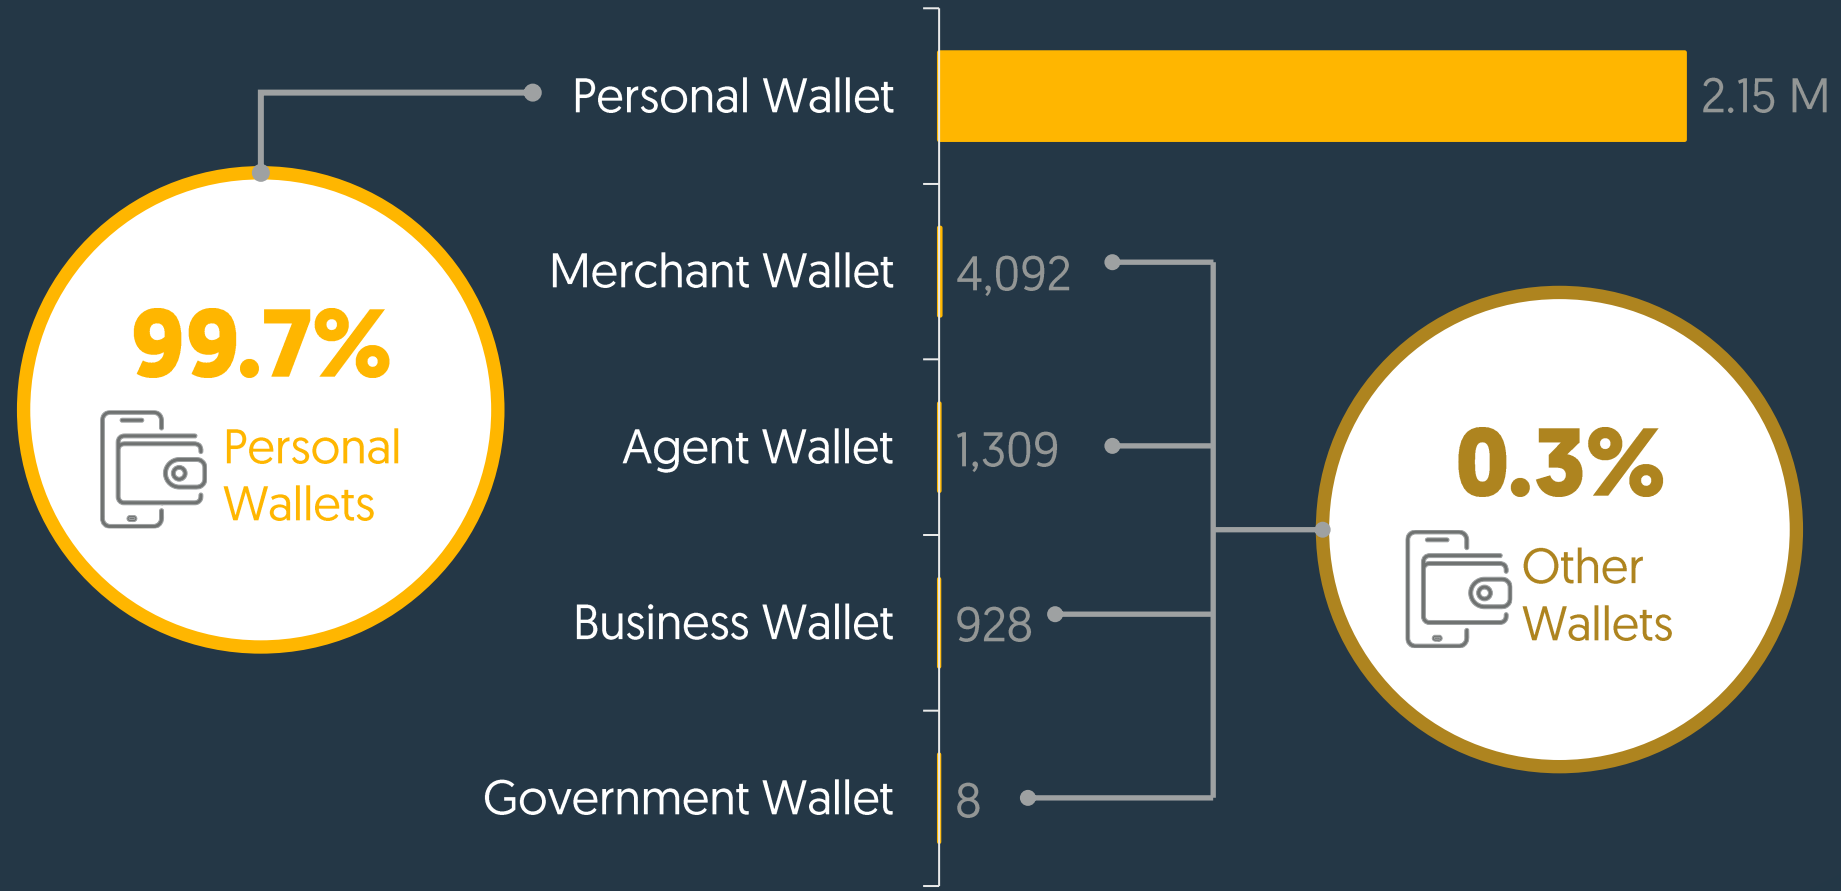 Personal Wallet
2.15 M
Merchant Wallet
4,092
Agent Wallet
1,309
Business Wallet
928
Government Wallet
8
99.7%
Personal
Wallets
0.3%
Other
Wallets